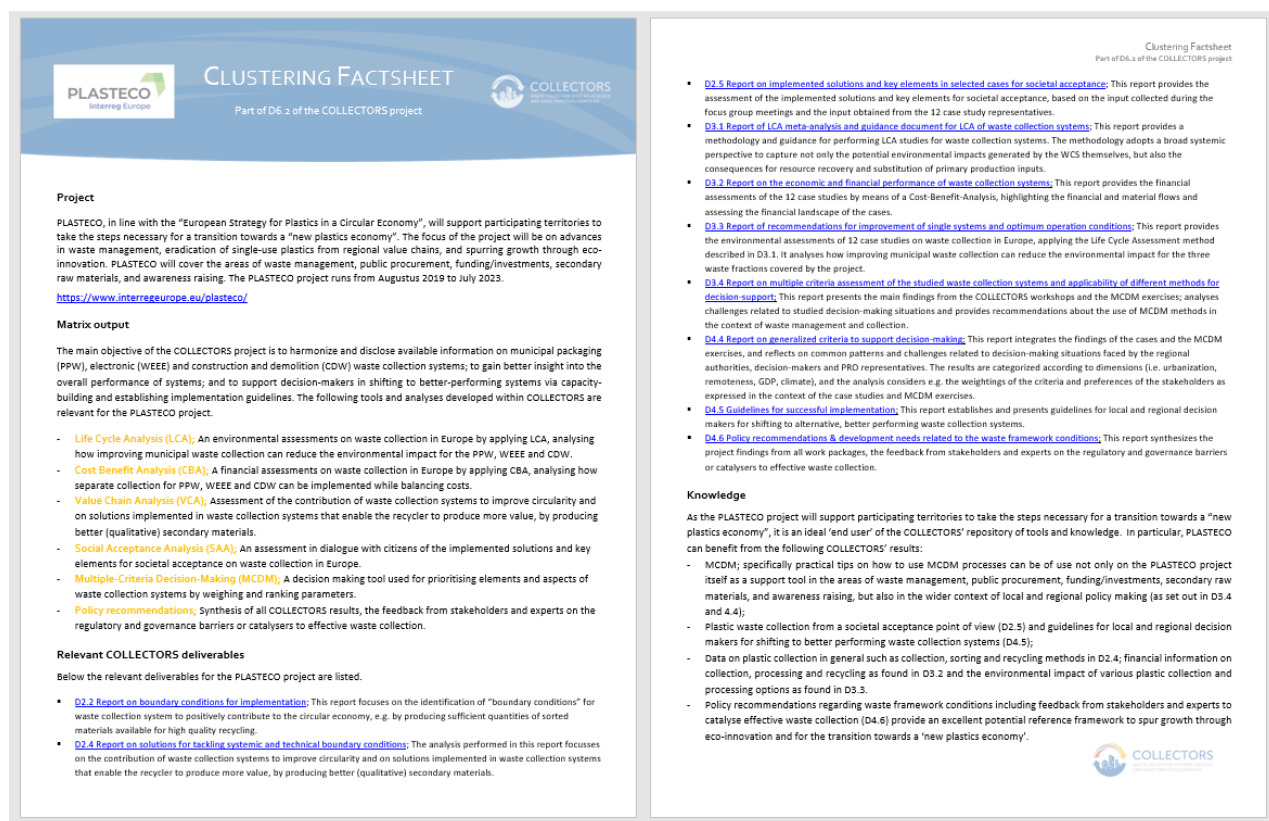 PLASTECO
Interreg Europe
CLUSTERING FACTSHEET
Part of D6.2 of the COLLECTORS project
COLLECTORS
Project
PLASTECO, in line with the “European Strategy for Plastics in a Circular Economy”, will support participating territories to
take the steps necessary for a transition towards a “new plastics economy”. The focus of the project will be on advances
in waste management, eradication of single-use plastics from regional value chains, and spurring growth through eco-
innovation. PLASTECO will cover the areas of waste management, public procurement, funding/investments, secondary
raw materials, and awareness raising. The PLASTECO project runs from Augustus 2019 to July 2023.
https://www.interregeurope.eu/plasteco/
Matrix output
The main objective of the COLLECTORS project is to harmonize and disclose available information on municipal packaging
(PPW), electronic (WEEE) and construction and demolition (CDW) waste collection systems; to gain better insight into the
overall performance of systems; and to support decision-makers in shifting to better-performing systems via capacity-
building and establishing implementation guidelines. The following tools and analyses developed within COLLECTORS are
relevant for the PLASTECO project.
- Life Cycle Analysis (LCA); An environmental assessments on waste collection in Europe by applying LCA, analysing
how improving municipal waste collection can reduce the environmental impact for the PPW, WEEE and CDW.
- Cost Benefit Analysis (CBA); A financial assessments on waste collection in Europe by applying CBA, analysing how
separate collection for PPW, WEEE and CDW can be implemented while balancing costs.
- Value Chain Analysis (VCA); Assessment of the contribution of waste collection systems to improve circularity and
on solutions implemented in waste collection systems that enable the recycler to produce more value, by producing
better (qualitative) secondary materials.
- Social Acceptance Analysis (SAA); An assessment in dialogue with citizens of the implemented solutions and key
elements for societal acceptance on waste collection in Europe.
- Multiple-Criteria Decision-Making (MCDM); A decision making tool used for prioritising elements and aspects of
waste collection systems by weighing and ranking parameters.
- Policy recommendations; Synthesis of all COLLECTORS results, the feedback from stakeholders and experts on the
regulatory and governance barriers or catalysers to effective waste collection.
Relevant COLLECTORS deliverables
Below the relevant deliverables for the PLASTECO project are listed.
▪ D2.2 Report on boundary conditions for implementation; This report focuses on the identification of “boundary conditions” for
waste collection system to positively contribute to the circular economy, e.g. by producing sufficient quantities of sorted
materials available for high quality recycling.
▪ D2.4 Report on solutions for tackling systemic and technical boundary conditions; The analysis performed in this report focusses
on the contribution of waste collection systems to improve circularity and on solutions implemented in waste collection systems
that enable the recycler to produce more value, by producing better (qualitative) secondary materials.
Clustering Factsheet
Part of D6.2 of the COLLECTORS project
▪ D2.5 Report on implemented solutions and key elements in selected cases for societal acceptance; This report provides the
assessment of the implemented solutions and key elements for societal acceptance, based on the input collected during the
focus group meetings and the input obtained from the 12 case study representatives.
▪ D3.1 Report of LCA meta-analysis and guidance document for LCA of waste collection systems; This report provides a
methodology and guidance for performing LCA studies for waste collection systems. The methodology adopts a broad systemic
perspective to capture not only the potential environmental impacts generated by the WCS themselves, but also the
consequences for resource recovery and substitution of primary production inputs.
▪ D3.2 Report on the economic and financial performance of waste collection systems; This report provides the financial
assessments of the 12 case studies by means of a Cost-Benefit-Analysis, highlighting the financial and material flows and
assessing the financial landscape of the cases.
▪ D3.3 Report of recommendations for improvement of single systems and optimum operation conditions; This report provides
the environmental assessments of 12 case studies on waste collection in Europe, applying the Life Cycle Assessment method
described in D3.1. It analyses how improving municipal waste collection can reduce the environmental impact for the three
waste fractions covered by the project.
▪ D3.4 Report on multiple criteria assessment of the studied waste collection systems and applicability of different methods for
decision-support; This report presents the main findings from the COLLECTORS workshops and the MCDM exercises; analyses
challenges related to studied decision-making situations and provides recommendations about the use of MCDM methods in
the context of waste management and collection.
▪ D4.4 Report on generalized criteria to support decision-making; This report integrates the findings of the cases and the MCDM
exercises, and reflects on common patterns and challenges related to decision-making situations faced by the regional
authorities, decision-makers and PRO representatives. The results are categorized according to dimensions (i.e. urbanization,
remoteness, GDP, climate), and the analysis considers e.g. the weightings of the criteria and preferences of the stakeholders as
expressed in the context of the case studies and MCDM exercises.
▪ D4.5 Guidelines for successful implementation; This report establishes and presents guidelines for local and regional decision
makers for shifting to alternative, better performing waste collection systems.
▪ D4.6 Policy recommendations & development needs related to the waste framework conditions; This report synthesizes the
project findings from all work packages, the feedback from stakeholders and experts on the regulatory and governance barriers
or catalysers to effective waste collection.
Knowledge
As the PLASTECO project will support participating territories to take the steps necessary for a transition towards a “new
plastics economy”, it is an ideal ‘end user’ of the COLLECTORS’ repository of tools and knowledge. In particular, PLASTECO
can benefit from the following COLLECTORS’ results:
- MCDM; specifically practical tips on how to use MCDM processes can be of use not only on the PLASTECO project
itself as a support tool in the areas of waste management, public procurement, funding/investments, secondary raw
materials, and awareness raising, but also in the wider context of local and regional policy making (as set out in D3.4
and 4.4);
- Plastic waste collection from a societal acceptance point of view (D2.5) and guidelines for local and regional decision
makers for shifting to better performing waste collection systems (D4.5);
- Data on plastic collection in general such as collection, sorting and recycling methods in D2.4; financial information on
collection, processing and recycling as found in D3.2 and the environmental impact of various plastic collection and
processing options as found in D3.3.
- Policy recommendations regarding waste framework conditions including feedback from stakeholders and experts to
catalyse effective waste collection (D4.6) provide an excellent potential reference framework to spur growth through
eco-innovation and for the transition towards a ‘new plastics economy’.
COLLECTORS